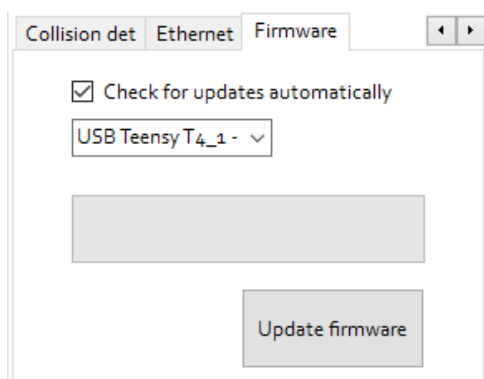 Collision det Ethernet Firmware
Check for updates automatically
USB Teensy T4_1 -
Update firmware